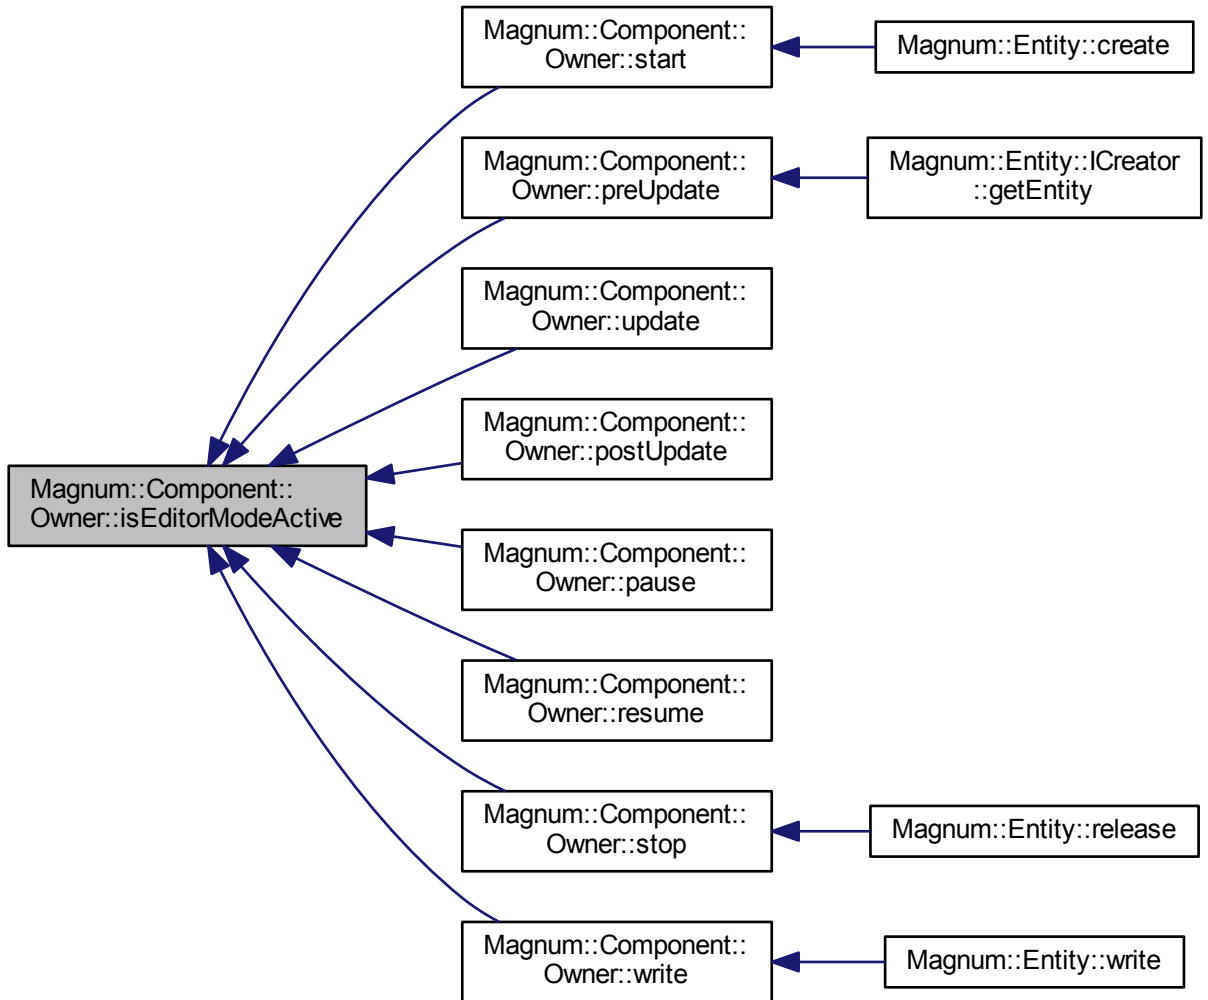 Magnum::Component::
Owner::start
Magnum::Entity::create
Magnum::Component::
Owner::preUpdate
Magnum::Entity::ICreator
::getEntity
Magnum::Component::
Owner::update
Magnum::Component::
Owner::postUpdate
Magnum::Component::
Owner::isEditorModeActive
Magnum::Component::
Owner::pause
Magnum::Component::
Owner::resume
Magnum::Component::
Owner::stop
Magnum::Entity::release
Magnum::Component::
Owner::write
Magnum::Entity::write